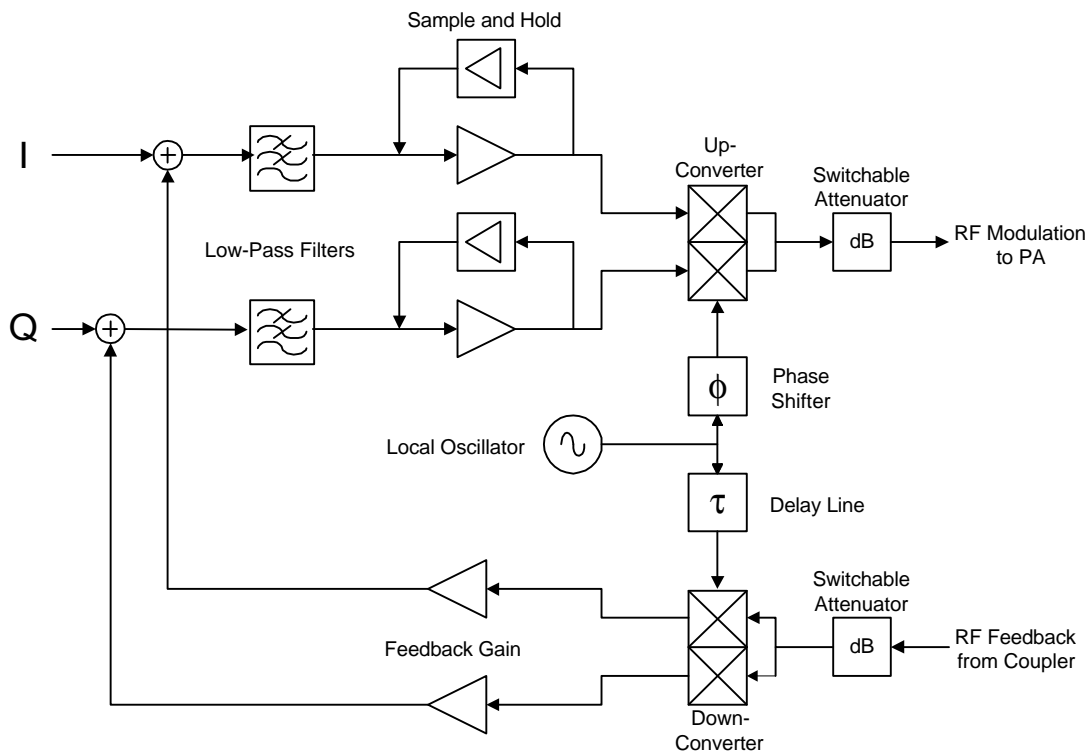 Sample and Hold
I
Up-
Converter
Switchable
Attenuator
dB
RF Modulation
to PA
Low-Pass Filters
Q
ϕ
Phase
Shifter
Local Oscillator
τ
Delay Line
Switchable
Attenuator
dB
RF Feedback
from Coupler
Feedback Gain
Down-
Converter